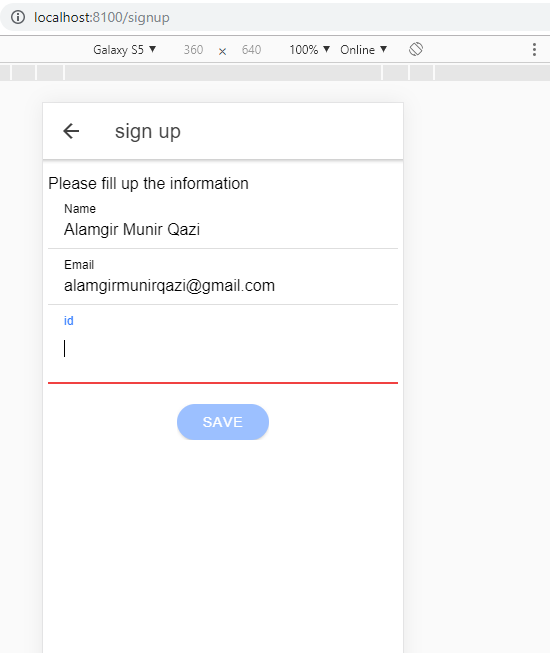 localhost:8100/signup
Galaxy S5 ▼ 360 × 640 100% ▼ Online ▼
sign up
Please fill up the information
Name
Alamgir Munir Qazi
Email
alamgirmunirqazi@gmail.com
id
SAVE